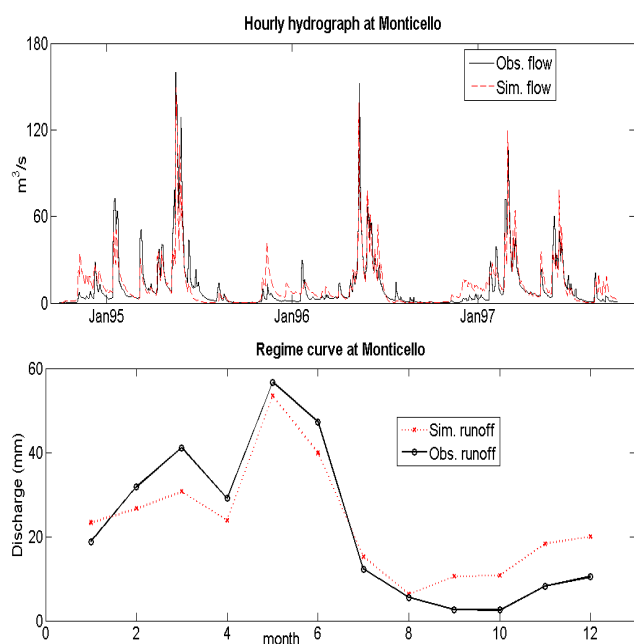 Hourly hydrograph at Monticello
180
120
60
0
m³/s
Obs. flow
Sim. flow
Jan95 Jan96 Jan97
Regime curve at Monticello
60
40
20
0
Discharge (mm)
Sim. runoff
Obs. runoff
0 2 4 6 8 10 12
month